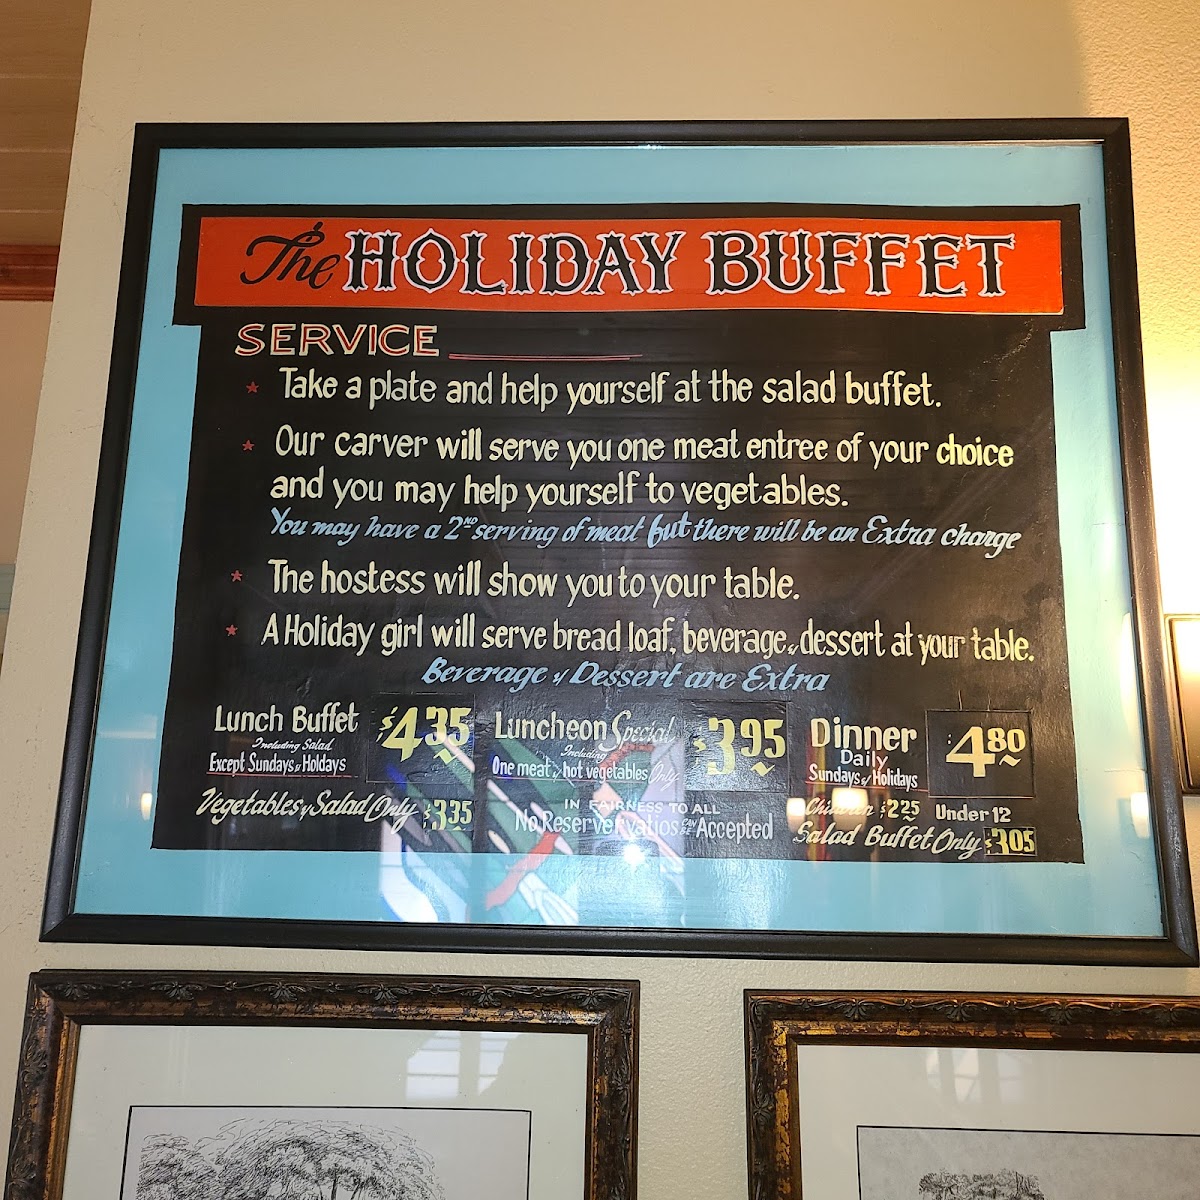 The HOLIDAY BUFFET
SERVICE
Take a plate and help yourself at the salad buffet.
Our carver will serve you one meat entree of your choice
and you may help yourself to vegetables.
You may have a 2ND serving of meat but there will be an Extra charge
The hostess will show you to your table.
A Holiday girl will serve bread loaf, beverage & dessert at your table.
Beverage & Dessert are Extra
Lunch Buffet $4.35
Including Salad
Except Sundays & Holdays
Vegetables & Salad Only $3.35
Luncheon Special $3.95
Including
One meat & hot vegetables Only
IN FAIRNESS TO ALL
No Reservervatios CAN BE Accepted
Dinner $4.80
Daily
Sundays & Holidays
Children $2.25 Under 12
Salad Buffet Only $3.05